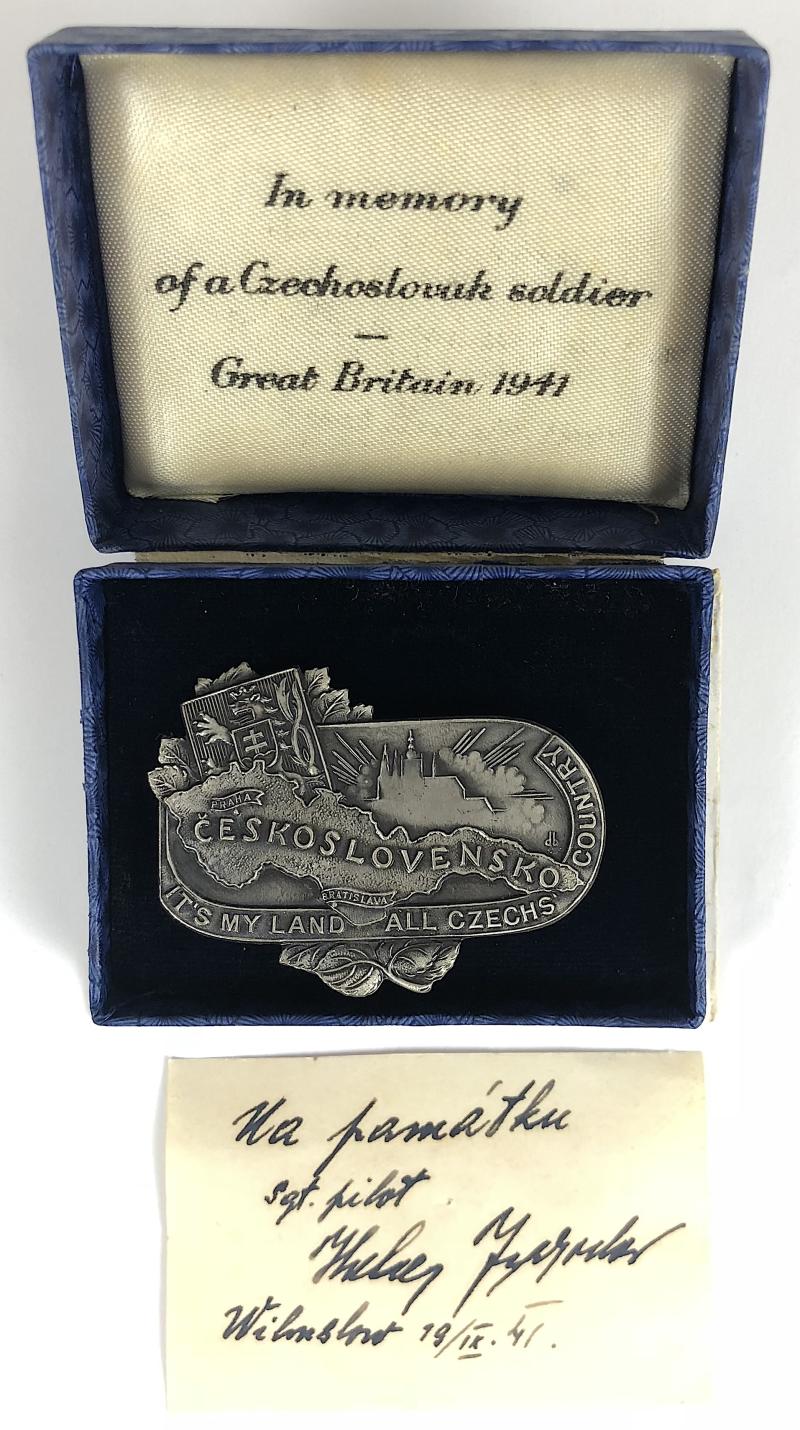 In memory
of a Czechoslovak soldier
—
Great Britain 1941
PRAHA
ČESKOSLOVENSKO
BRATISLAVA
IT'S MY LAND ALL CZECHS' COUNTRY
Na památku
sgt. pilot
Wilmslow 19/IX. 41.